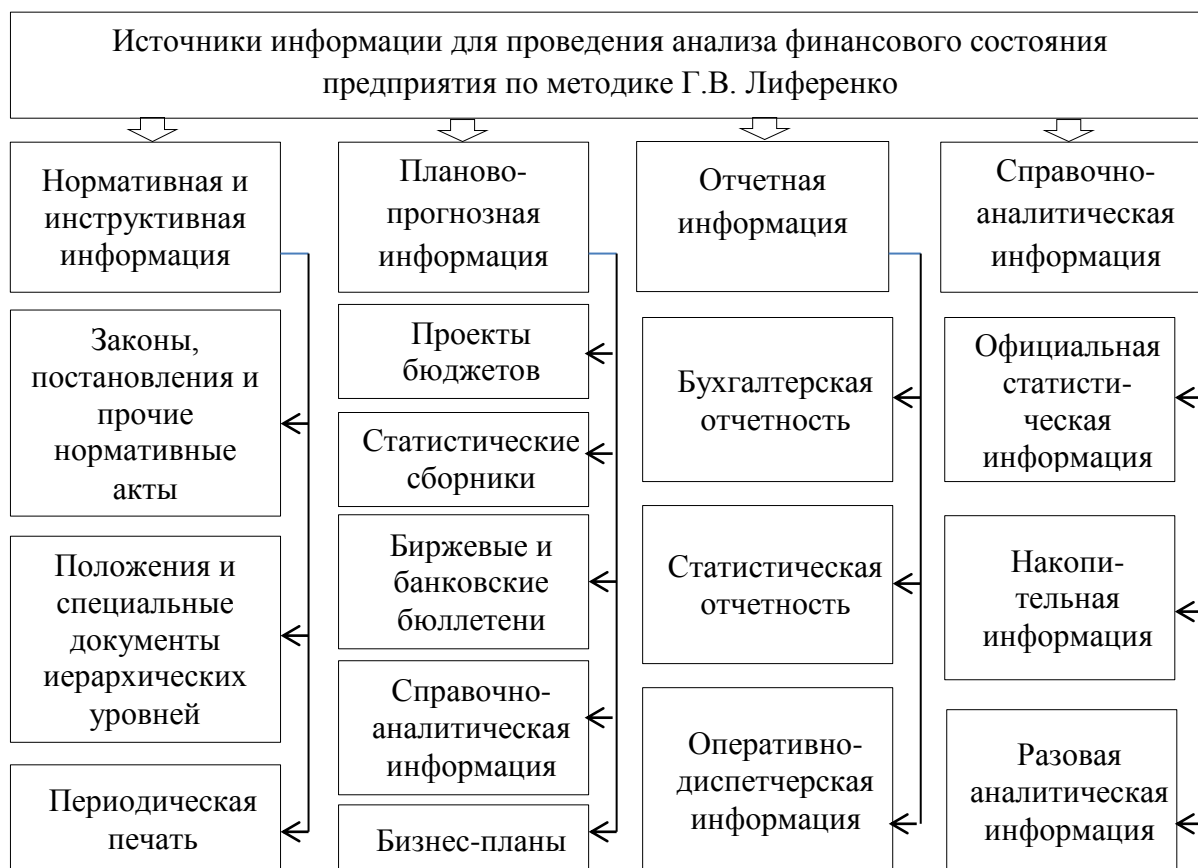 Источники информации для проведения анализа финансового состояния
предприятия по методике Г.В. Лиференко
Нормативная и
инструктивная
информация
Законы,
постановления и
прочие
нормативные
акты
Положения и
специальные
документы
иерархических
уровней
Периодическая
печать
Планово-
прогнозная
информация
Проекты
бюджетов
Статистические
сборники
Биржевые и
банковские
бюллетени
Справочно-
аналитическая
информация
Бизнес-планы
Отчетная
информация
Бухгалтерская
отчетность
Статистическая
отчетность
Оперативно-
диспетчерская
информация
Справочно-
аналитическая
информация
Официальная
статисти-
ческая
информация
Накопи-
тельная
информация
Разовая
аналитическая
информация